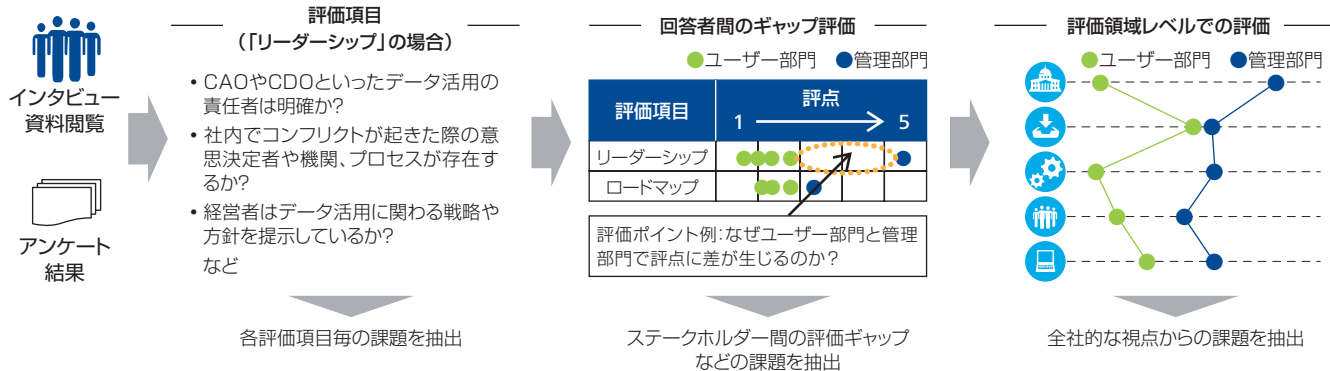 インタビュー
資料閲覧
アンケート
結果
評価項目
（「リーダーシップ」の場合）
• CAOやCDOといったデータ活用の
責任者は明確か？
• 社内でコンフリクトが起きた際の意
思決定者や機関、プロセスが存在す
るか？
• 経営者はデータ活用に関わる戦略や
方針を提示しているか？
など
各評価項目毎の課題を抽出
回答者間のギャップ評価
ユーザー部門 管理部門
評価項目
評点
1 5
リーダーシップ
ロードマップ
評価ポイント例：なぜユーザー部門と管理
部門で評点に差が生じるのか？
ステークホルダー間の評価ギャップ
などの課題を抽出
評価領域レベルでの評価
ユーザー部門 管理部門
全社的な視点からの課題を抽出